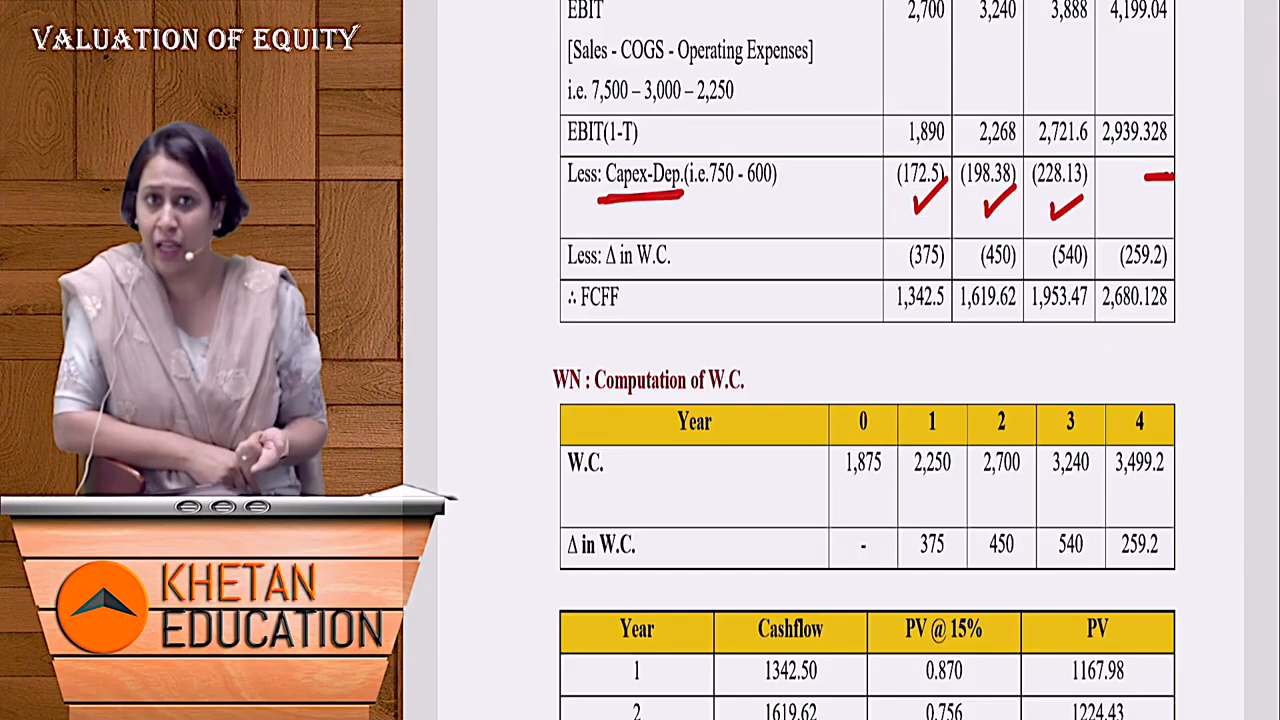 VALUATION OF EQUITY
EBIT 2,700 3,240 3,888 4,199.04
[Sales - COGS - Operating Expenses]
i.e. 7,500 – 3,000 – 2,250
EBIT(1-T) 1,890 2,268 2,721.6 2,939.328
Less: Capex-Dep.(i.e.750 - 600) (172.5) (198.38) (228.13)
Less: Δ in W.C. (375) (450) (540) (259.2)
∴ FCFF 1,342.5 1,619.62 1,953.47 2,680.128
WN : Computation of W.C.
Year 0 1 2 3 4
W.C. 1,875 2,250 2,700 3,240 3,499.2
Δ in W.C. - 375 450 540 259.2
Year Cashflow PV @ 15% PV
1 1342.50 0.870 1167.98
2 1619.62 0.756 1224.43
KHETAN
EDUCATION